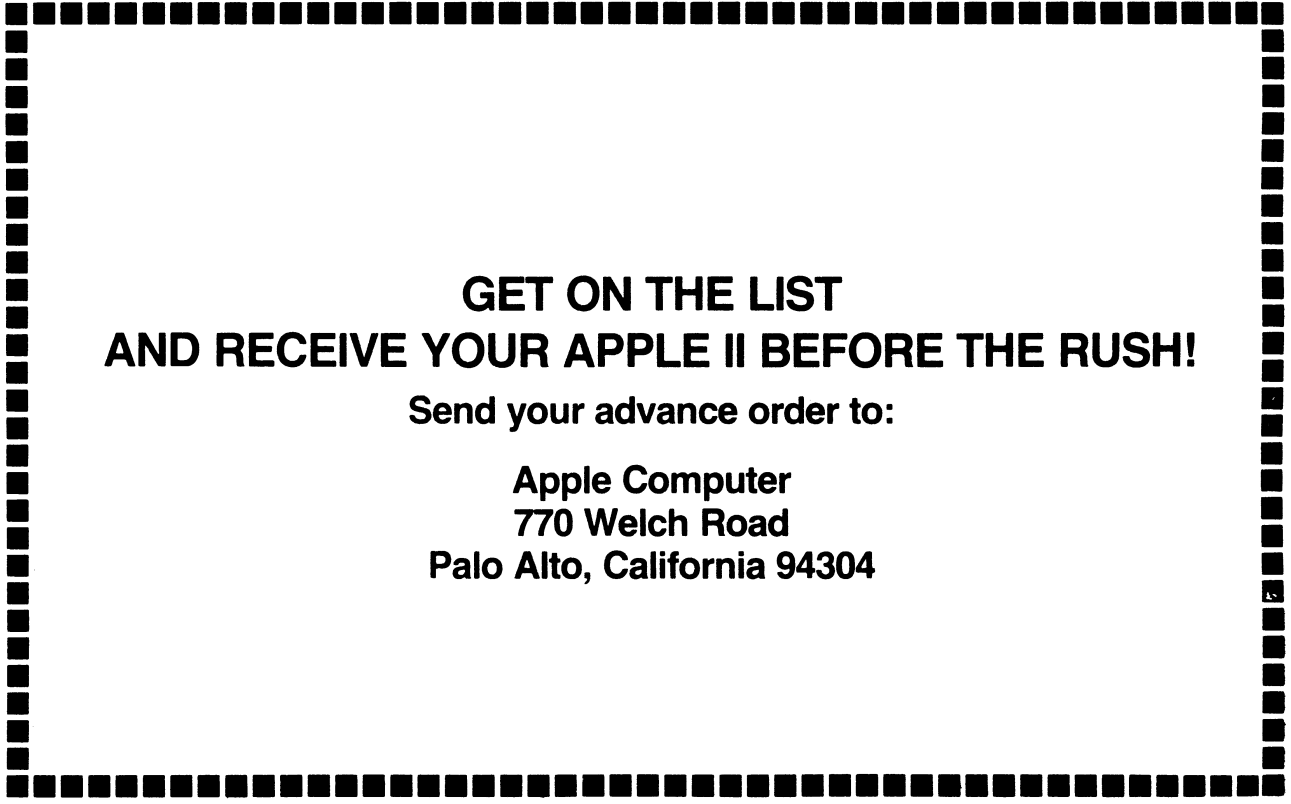 GET ON THE LIST
AND RECEIVE YOUR APPLE II BEFORE THE RUSH!
Send your advance order to:
Apple Computer
770 Welch Road
Palo Alto, California 94304